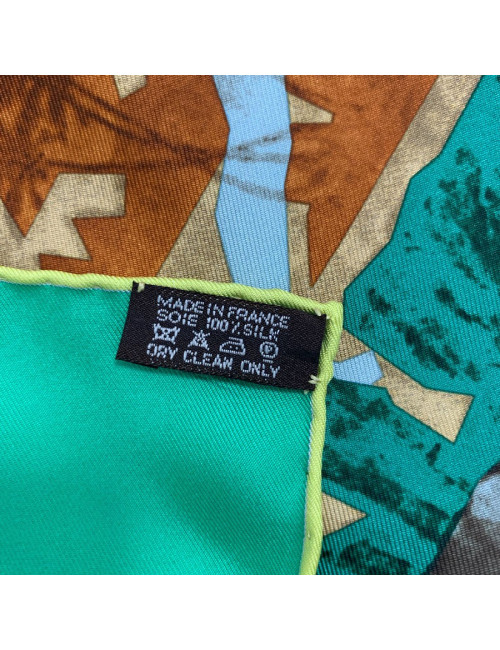 MADE IN FRANCE
SOIE 100% SILK
DRY CLEAN ONLY